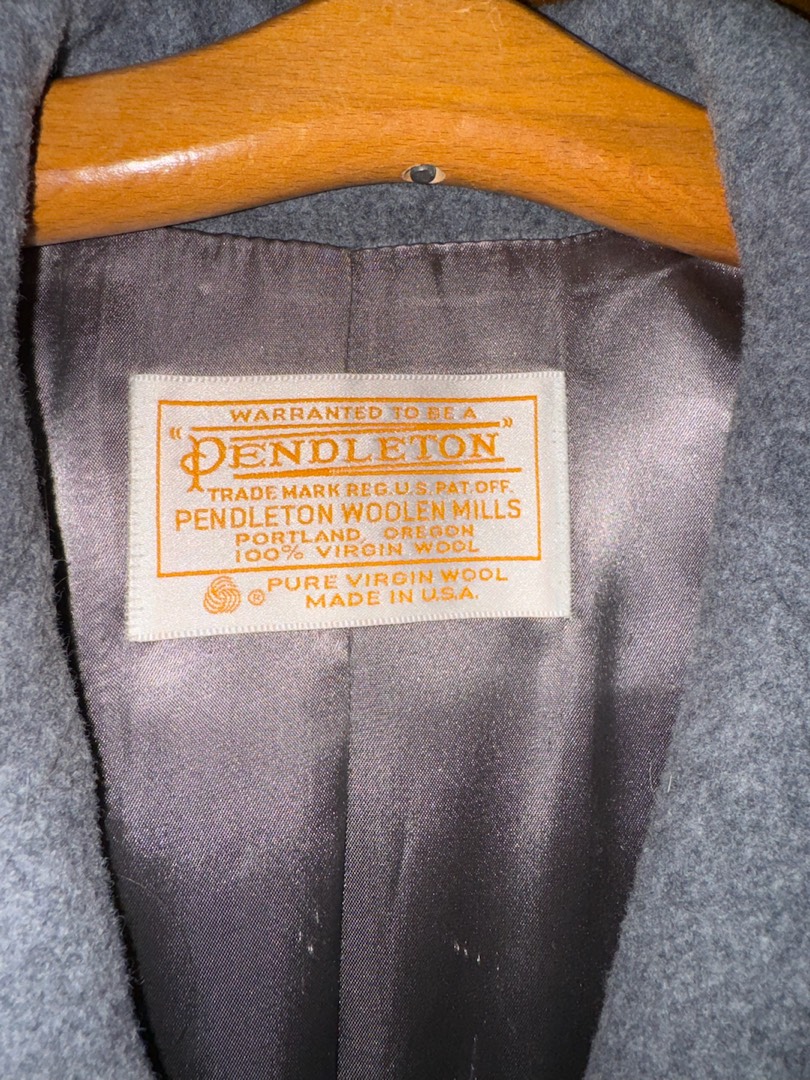 WARRANTED TO BE A
"PENDLETON"
TRADE MARK REG. U.S. PAT. OFF.
PENDLETON WOOLEN MILLS
PORTLAND, OREGON
100% VIRGIN WOOL
® PURE VIRGIN WOOL
MADE IN U.S.A.